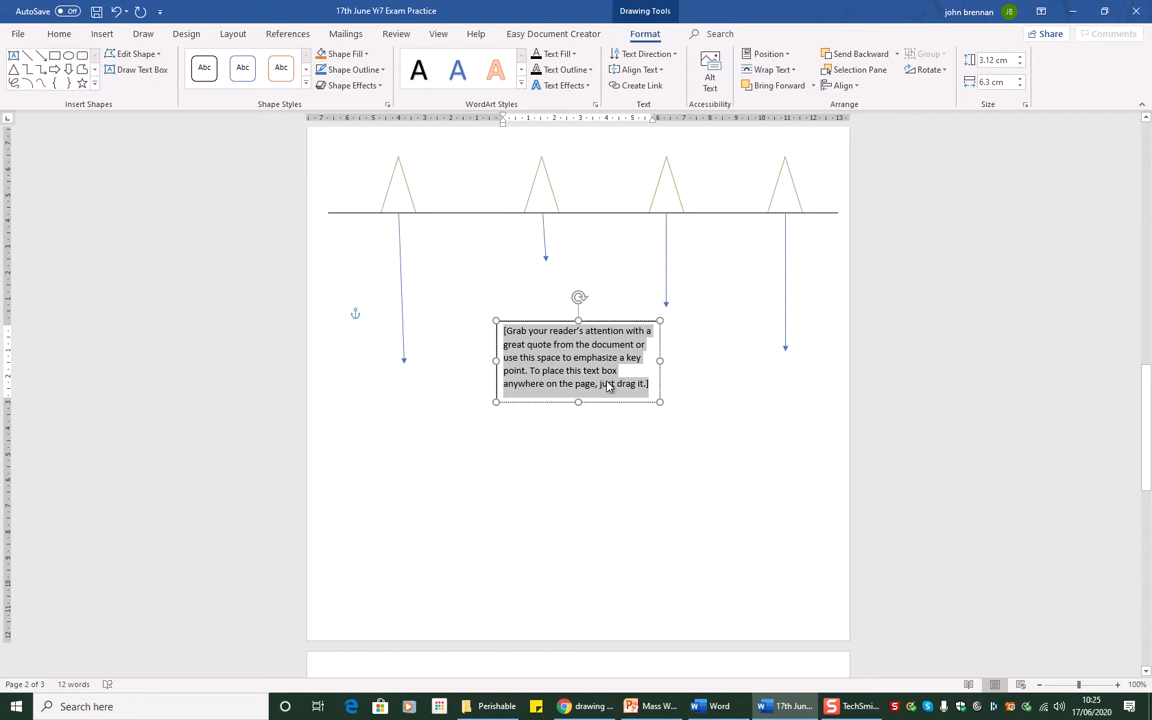 AutoSave Off
17th June Yr7 Exam Practice
Drawing Tools
john brennan JB
File Home Insert Draw Design Layout References Mailings Review View Help Easy Document Creator Format Search
Share Comments
Edit Shape
Draw Text Box
Insert Shapes
Abc Abc Abc
Shape Fill
Shape Outline
Shape Effects
Shape Styles
A A A
Text Fill
Text Outline
Text Effects
WordArt Styles
Text Direction
Align Text
Create Link
Text
Alt
Text
Accessibility
Position
Wrap Text
Bring Forward
Send Backward
Selection Pane
Align
Group
Rotate
Arrange
3.12 cm
6.3 cm
Size
[Grab your reader's attention with a
great quote from the document or
use this space to emphasize a key
point. To place this text box
anywhere on the page, just drag it.]
Page 2 of 3 12 words
100%
Search here
Perishable
drawing ...
Mass W...
Word
17th Jun...
TechSmi...
10:25
17/06/2020